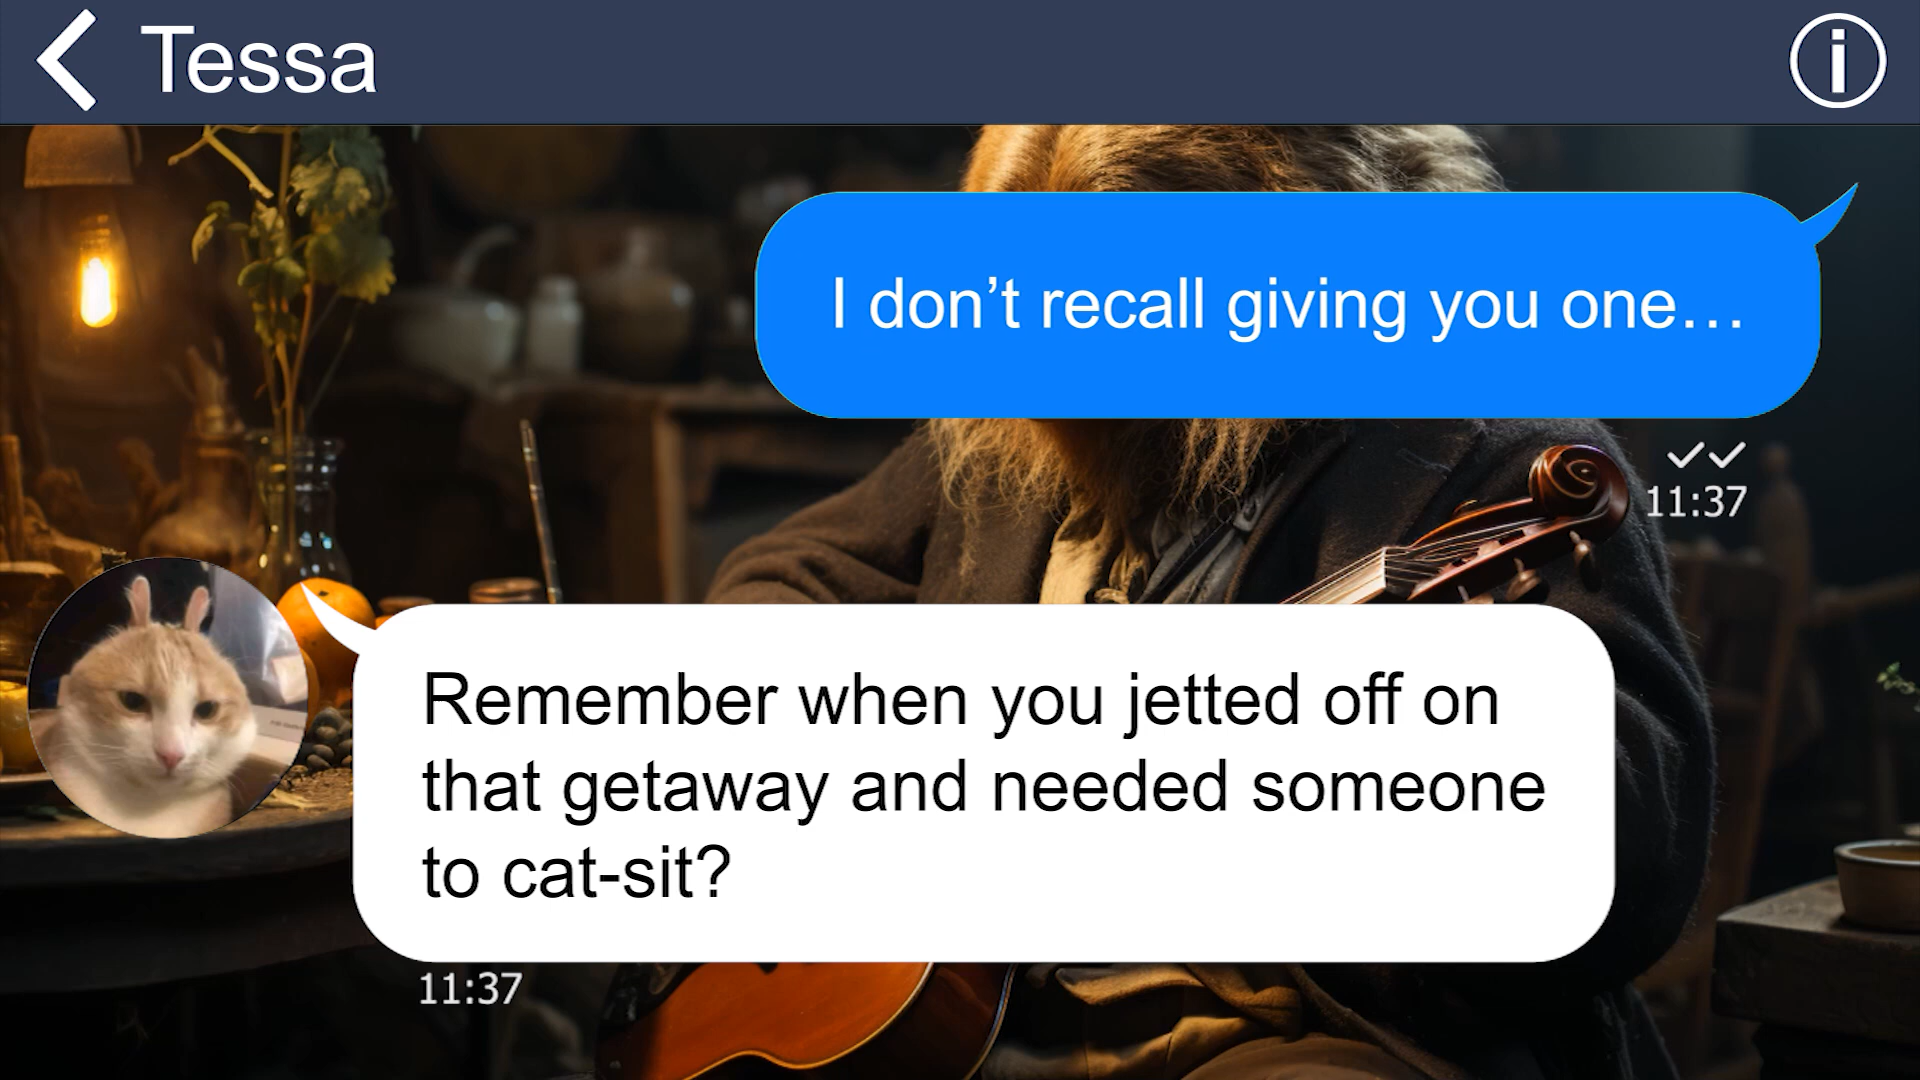 Tessa
I don’t recall giving you one…
11:37
Remember when you jetted off on
that getaway and needed someone
to cat-sit?
11:37